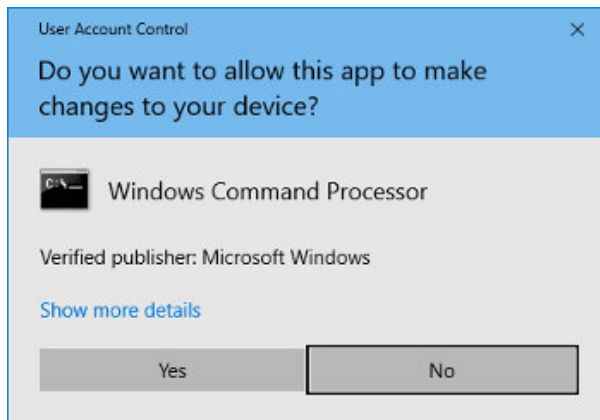 User Account Control
Do you want to allow this app to make
changes to your device?
C:\
Windows Command Processor
Verified publisher: Microsoft Windows
Show more details
Yes
No